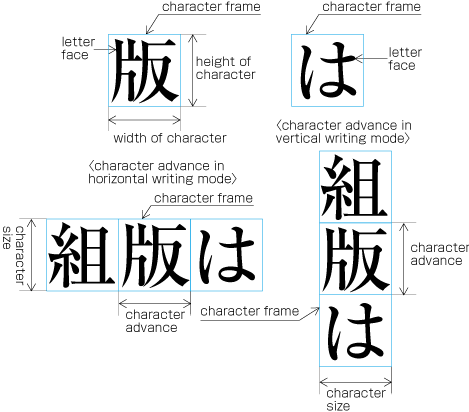 character frame
letter
face
版
height of
character
width of character
character frame
は
letter
face
〈character advance in
horizontal writing mode〉
character frame
character
size
組版は
character
advance
〈character advance in
vertical writing mode〉
組
版
は
character
advance
character frame
character
size